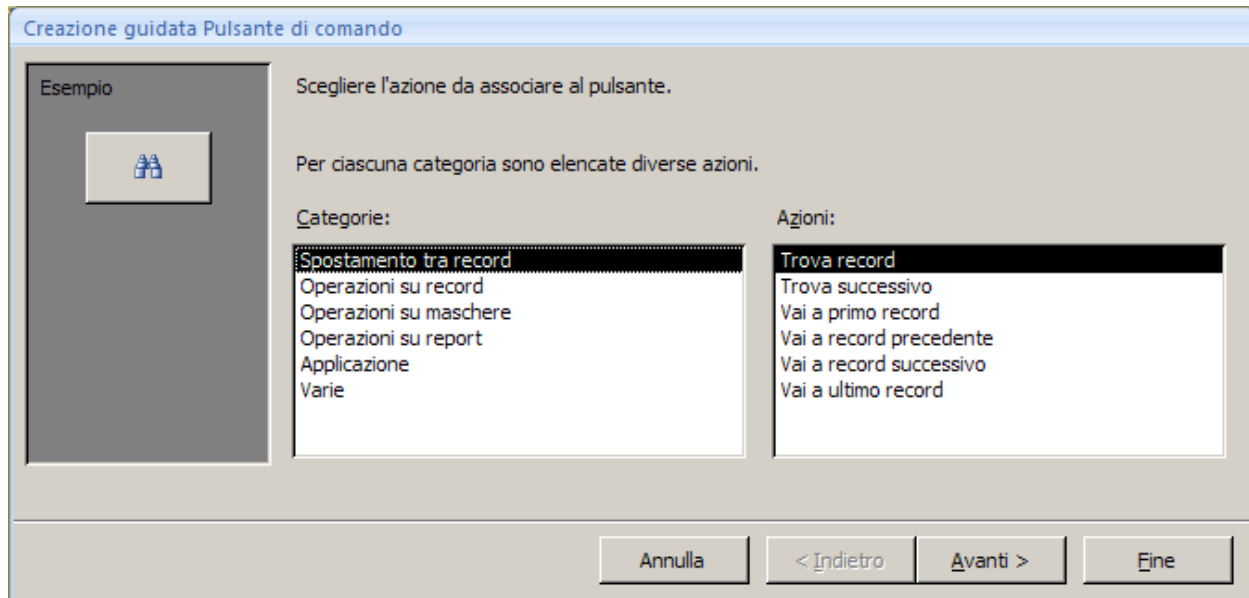 Creazione guidata Pulsante di comando
Esempio
Scegliere l'azione da associare al pulsante.
Per ciascuna categoria sono elencate diverse azioni.
Categorie:
Spostamento tra record
Operazioni su record
Operazioni su maschere
Operazioni su report
Applicazione
Varie
Azioni:
Trova record
Trova successivo
Vai a primo record
Vai a record precedente
Vai a record successivo
Vai a ultimo record
Annulla
< Indietro
Avanti >
Fine